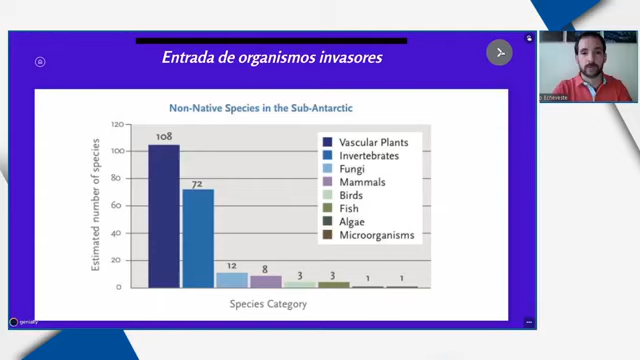 Entrada de organismos invasores
Non-Native Species in the Sub-Antarctic
Estimated number of species
120
100
80
60
40
20
0
108
72
12
8
3
3
1
1
Vascular Plants
Invertebrates
Fungi
Mammals
Birds
Fish
Algae
Microorganisms
Species Category
genially